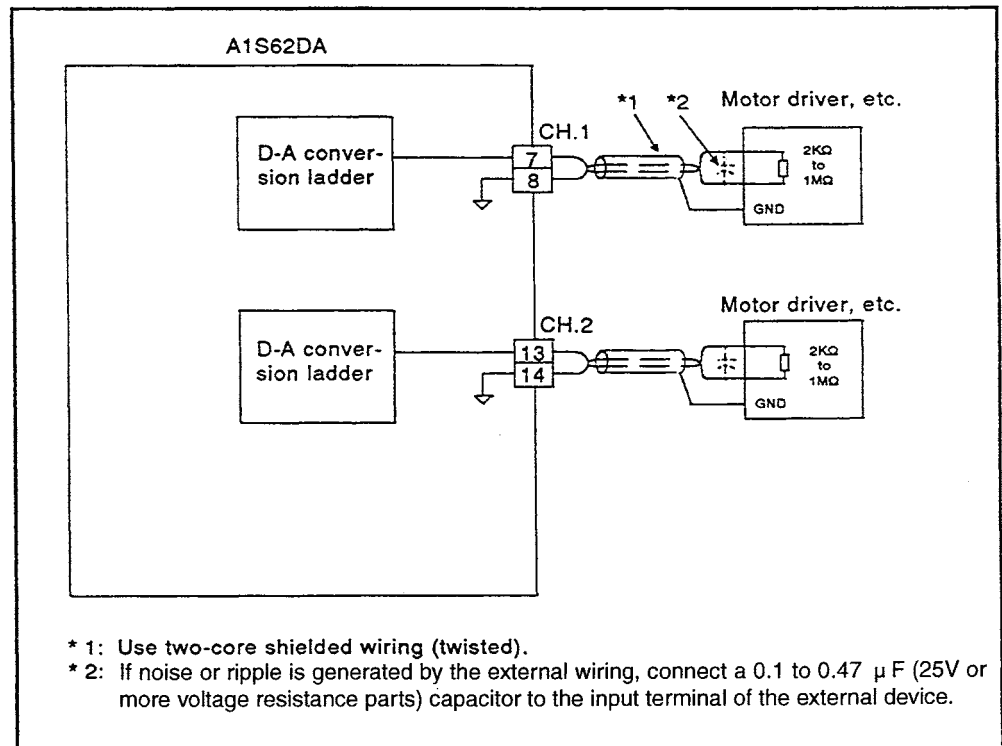 A1S62DA
*1 *2 Motor driver, etc.
CH.1
D-A conver-
sion ladder
7
8
2KΩ
to
1MΩ
GND
Motor driver, etc.
CH.2
D-A conver-
sion ladder
13
14
2KΩ
to
1MΩ
GND
* 1: Use two-core shielded wiring (twisted).
* 2: If noise or ripple is generated by the external wiring, connect a 0.1 to 0.47 μ F (25V or
more voltage resistance parts) capacitor to the input terminal of the external device.